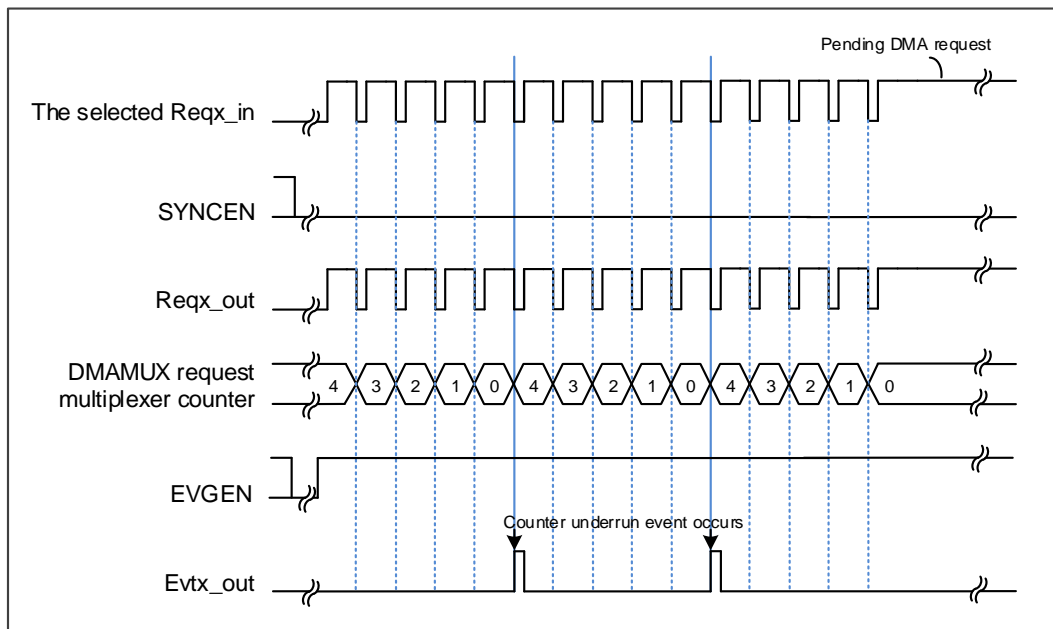 Pending DMA request
The selected Reqx_in
SYNCEN
Reqx_out
DMAMUX request
multiplexer counter
4 3 2 1 0 4 3 2 1 0 4 3 2 1 0
EVGEN
Counter underrun event occurs
Evtx_out